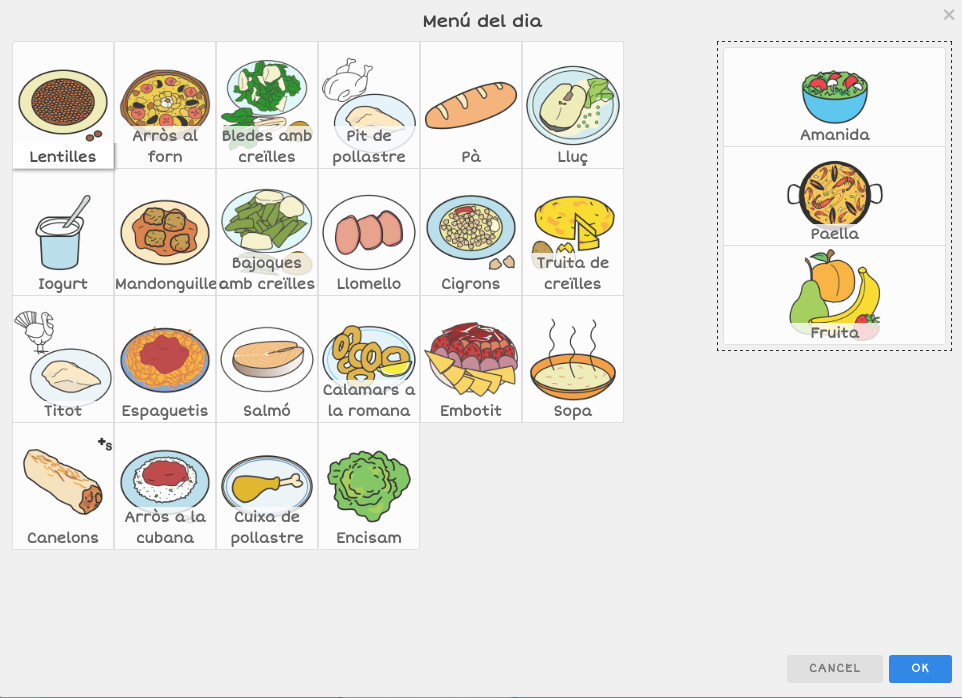 Menú del dia
×
Lentilles
Arròs al
forn
Bledes amb
creïlles
Pit de
pollastre
Pà
Lluç
Iogurt
Mandonguille
Bajoques
amb creïlles
Llomello
Cigrons
Truita de
creïlles
Titot
Espaguetis
Salmó
Calamars a
la romana
Embotit
Sopa
+s
Canelons
Arròs a la
cubana
Cuixa de
pollastre
Encisam
Amanida
Paella
Fruita
CANCEL
OK